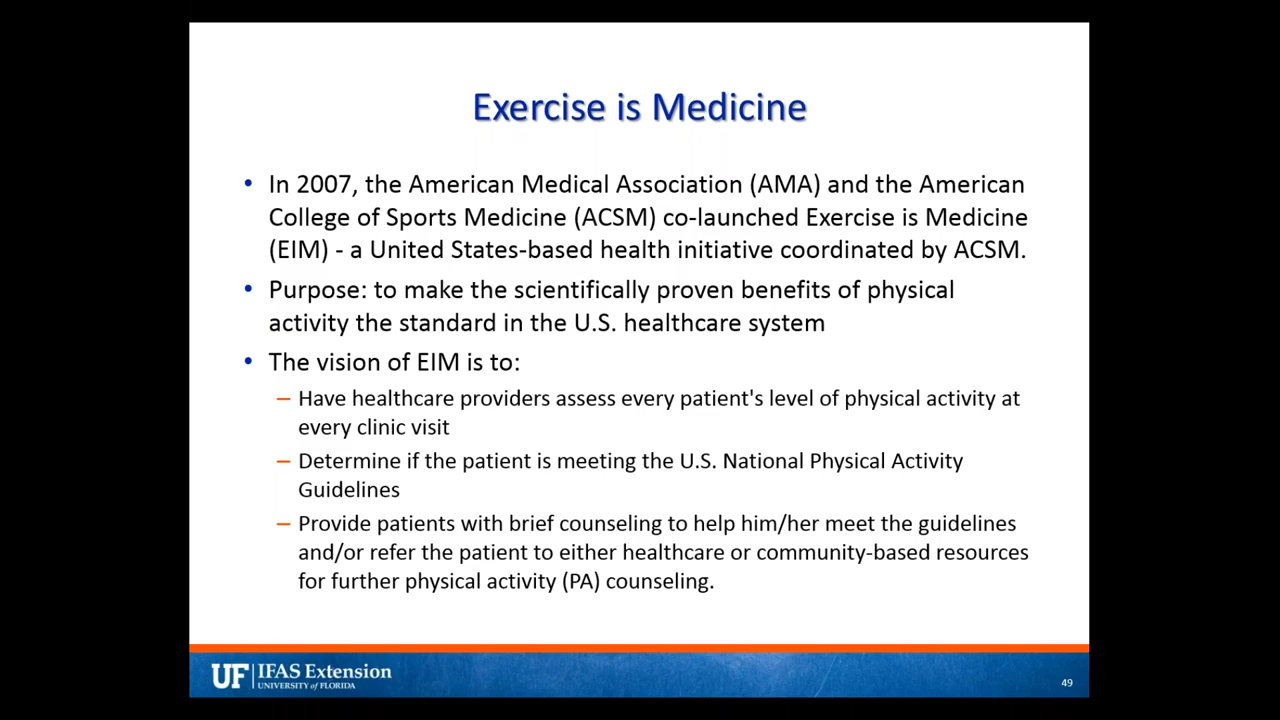 Exercise is Medicine
• In 2007, the American Medical Association (AMA) and the American
College of Sports Medicine (ACSM) co-launched Exercise is Medicine
(EIM) - a United States-based health initiative coordinated by ACSM.
• Purpose: to make the scientifically proven benefits of physical
activity the standard in the U.S. healthcare system
• The vision of EIM is to:
– Have healthcare providers assess every patient's level of physical activity at
every clinic visit
– Determine if the patient is meeting the U.S. National Physical Activity
Guidelines
– Provide patients with brief counseling to help him/her meet the guidelines
and/or refer the patient to either healthcare or community-based resources
for further physical activity (PA) counseling.
UF IFAS Extension
UNIVERSITY of FLORIDA
49